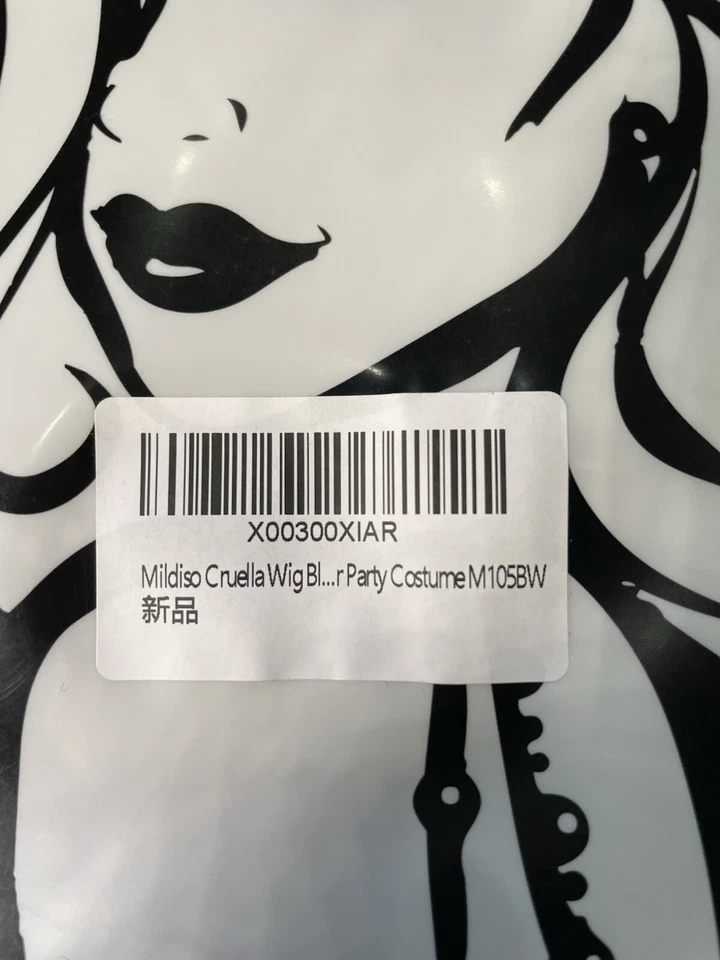 X00300XIAR
Mildiso Cruella Wig Bl...r Party Costume M105BW
新品